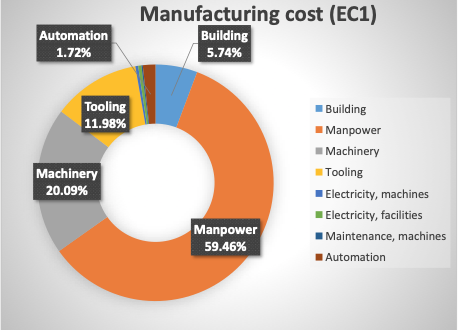 Manufacturing cost (EC1)
Automation
1.72%
Building
5.74%
Tooling
11.98%
Machinery
20.09%
Manpower
59.46%
Building
Manpower
Machinery
Tooling
Electricity, machines
Electricity, facilities
Maintenance, machines
Automation